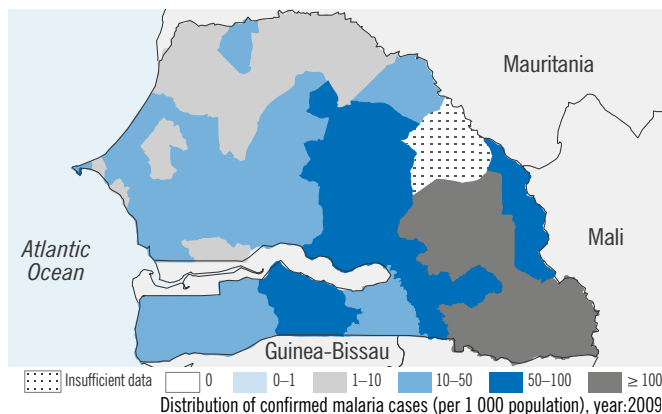 Mauritania
Mali
Atlantic
Ocean
Guinea-Bissau
Insufficient data 0 0–1 1–10 10–50 50–100 ≥ 100
Distribution of confirmed malaria cases (per 1 000 population), year:2009